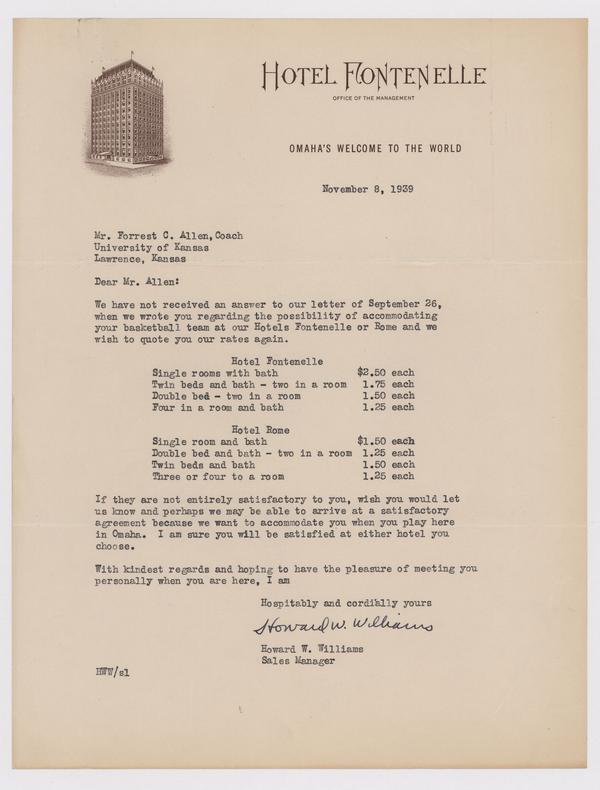 HOTEL FONTENELLE
OFFICE OF THE MANAGEMENT
OMAHA'S WELCOME TO THE WORLD
November 8, 1939
Mr. Forrest C. Allen, Coach
University of Kansas
Lawrence, Kansas
Dear Mr. Allen:
We have not received an answer to our letter of September 26,
when we wrote you regarding the possibility of accommodating
your basketball team at our Hotels Fontenelle or Rome and we
wish to quote you our rates again.
Hotel Fontenelle
Single rooms with bath $2.50 each
Twin beds and bath - two in a room 1.75 each
Double bed - two in a room 1.50 each
Four in a room and bath 1.25 each
Hotel Rome
Single room and bath $1.50 each
Double bed and bath - two in a room 1.25 each
Twin beds and bath 1.50 each
Three or four to a room 1.25 each
If they are not entirely satisfactory to you, wish you would let
us know and perhaps we may be able to arrive at a satisfactory
agreement because we want to accommodate you when you play here
in Omaha. I am sure you will be satisfied at either hotel you
choose.
With kindest regards and hoping to have the pleasure of meeting you
personally when you are here, I am
Hospitably and cordially yours
Howard W. Williams
Howard W. Williams
Sales Manager
HWW/sl